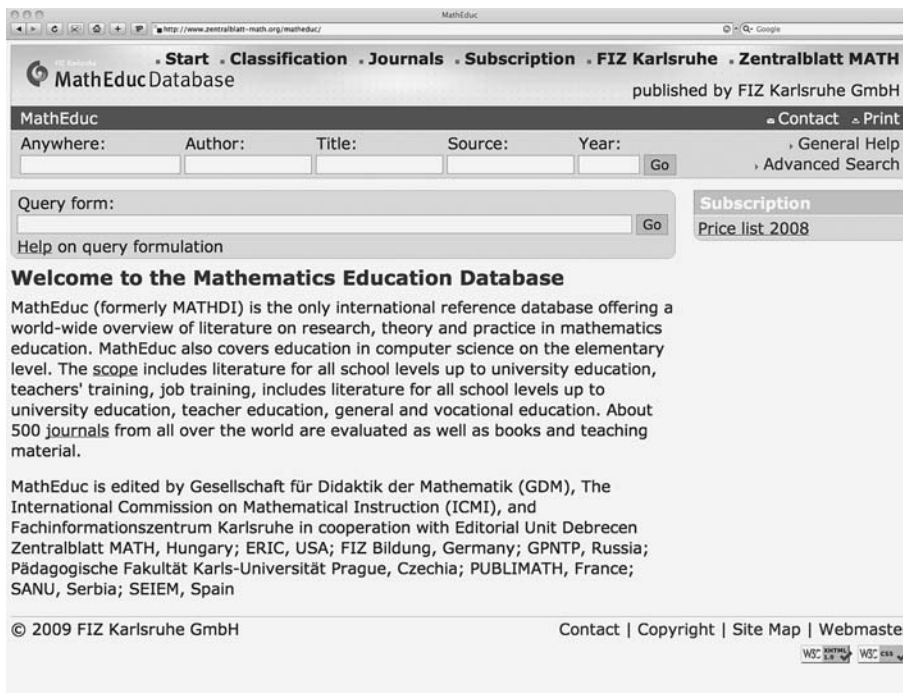 MathEduc
http://www.zentralblatt-math.org/matheduc/
Google
FIZ Karlsruhe
MathEduc Database
Start Classification Journals Subscription FIZ Karlsruhe Zentralblatt MATH
published by FIZ Karlsruhe GmbH
MathEduc Contact Print
Anywhere: Author: Title: Source: Year: General Help
Go Advanced Search
Query form:
Go
Help on query formulation
Subscription
Price list 2008
Welcome to the Mathematics Education Database
MathEduc (formerly MATHDI) is the only international reference database offering a
world-wide overview of literature on research, theory and practice in mathematics
education. MathEduc also covers education in computer science on the elementary
level. The scope includes literature for all school levels up to university education,
teachers' training, job training, includes literature for all school levels up to
university education, teacher education, general and vocational education. About
500 journals from all over the world are evaluated as well as books and teaching
material.
MathEduc is edited by Gesellschaft für Didaktik der Mathematik (GDM), The
International Commission on Mathematical Instruction (ICMI), and
Fachinformationszentrum Karlsruhe in cooperation with Editorial Unit Debrecen
Zentralblatt MATH, Hungary; ERIC, USA; FIZ Bildung, Germany; GPNTP, Russia;
Pädagogische Fakultät Karls-Universität Prague, Czechia; PUBLIMATH, France;
SANU, Serbia; SEIEM, Spain
© 2009 FIZ Karlsruhe GmbH Contact | Copyright | Site Map | Webmaste
W3C XHTML 1.0 W3C css